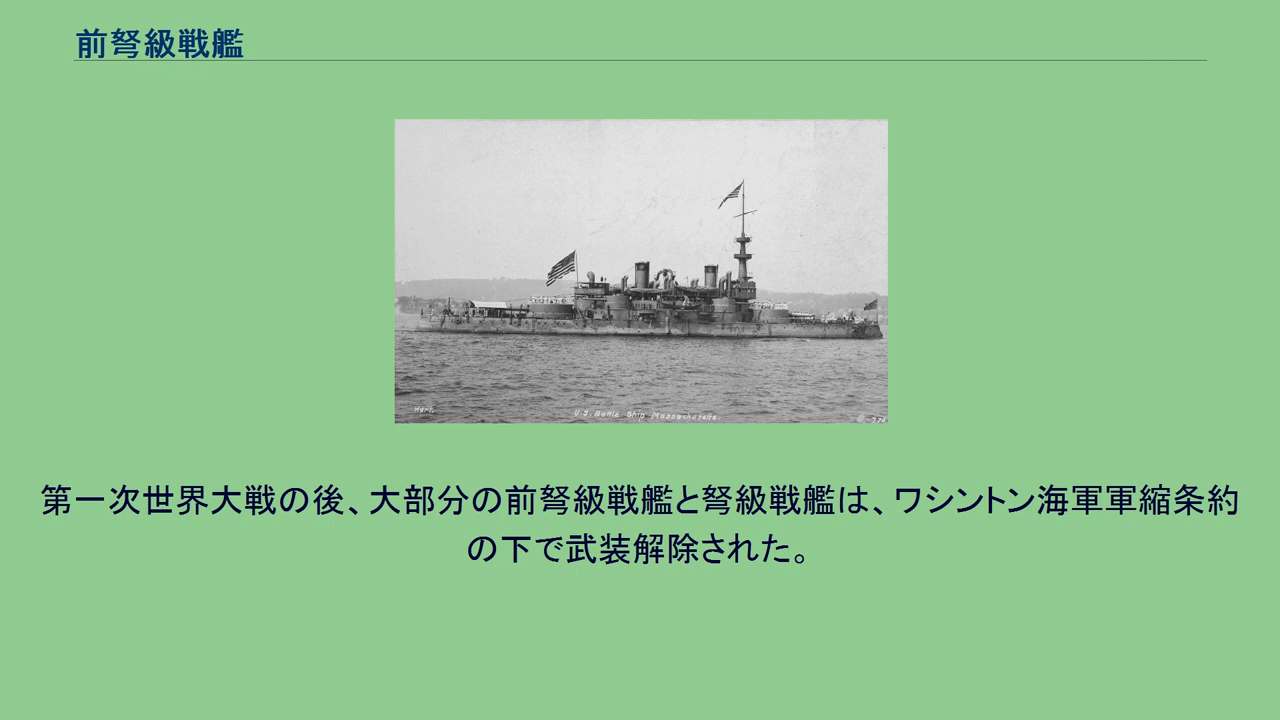 前弩級戦艦
Hart.
U.S. Battle Ship Massachusetts.
第一次世界大戦の後、大部分の前弩級戦艦と弩級戦艦は、ワシントン海軍軍縮条約
の下で武装解除された。